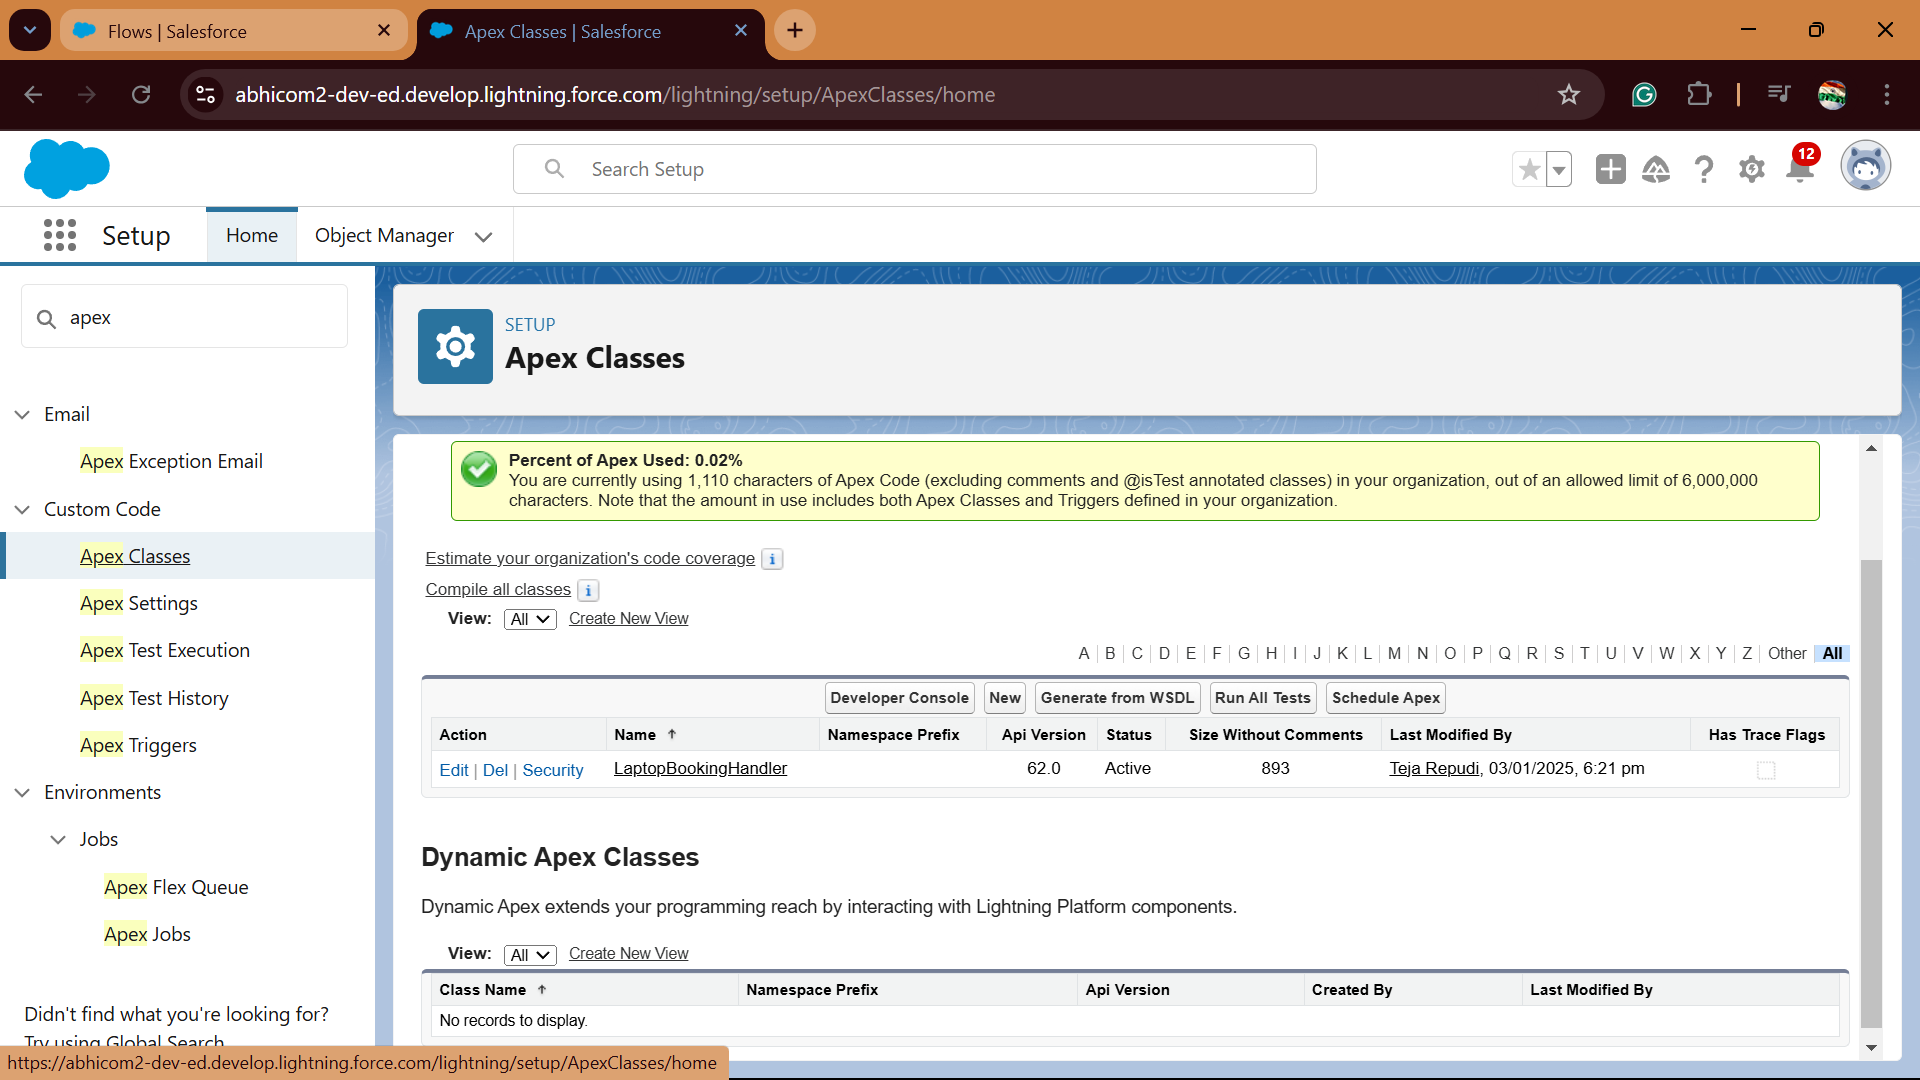 Flows | Salesforce
Apex Classes | Salesforce
abhicom2-dev-ed.develop.lightning.force.com/lightning/setup/ApexClasses/home
Search Setup
12
Setup
Home
Object Manager
apex
Email
Apex Exception Email
Custom Code
Apex Classes
Apex Settings
Apex Test Execution
Apex Test History
Apex Triggers
Environments
Jobs
Apex Flex Queue
Apex Jobs
Didn't find what you're looking for?
Try using Global Search
https://abhicom2-dev-ed.develop.lightning.force.com/lightning/setup/ApexClasses/home
SETUP
Apex Classes
Percent of Apex Used: 0.02%
You are currently using 1,110 characters of Apex Code (excluding comments and @isTest annotated classes) in your organization, out of an allowed limit of 6,000,000
characters. Note that the amount in use includes both Apex Classes and Triggers defined in your organization.
Estimate your organization's code coverage i
Compile all classes i
View: All Create New View
A | B | C | D | E | F | G | H | I | J | K | L | M | N | O | P | Q | R | S | T | U | V | W | X | Y | Z | Other | All
Developer Console New Generate from WSDL Run All Tests Schedule Apex
Action Name ↑ Namespace Prefix Api Version Status Size Without Comments Last Modified By Has Trace Flags
Edit | Del | Security LaptopBookingHandler 62.0 Active 893 Teja Repudi, 03/01/2025, 6:21 pm
Dynamic Apex Classes
Dynamic Apex extends your programming reach by interacting with Lightning Platform components.
View: All Create New View
Class Name ↑ Namespace Prefix Api Version Created By Last Modified By
No records to display.